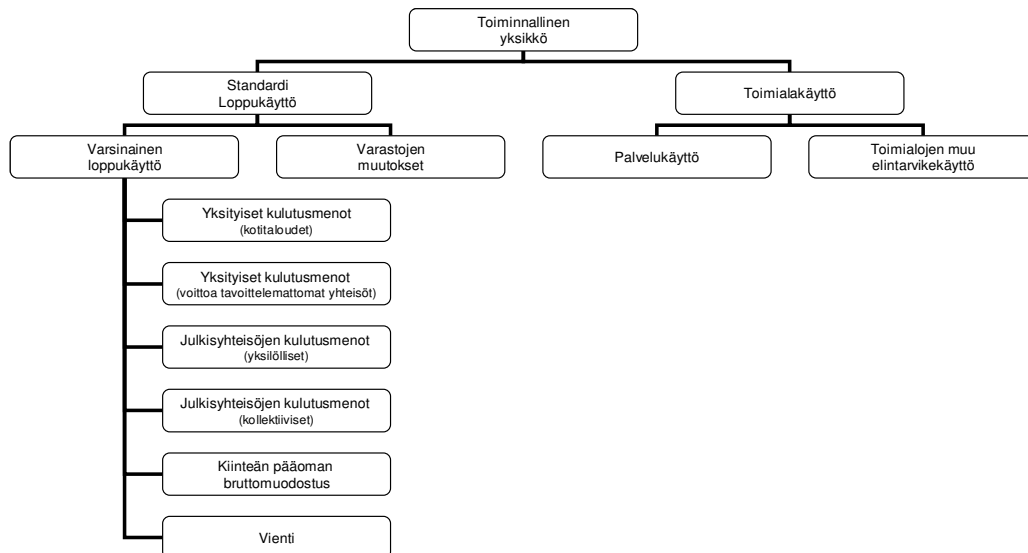 Toiminnallinen
yksikkö
Standardi
Loppukäyttö
Toimialakäyttö
Varsinainen
loppukäyttö
Varastojen
muutokset
Palvelukäyttö
Toimialojen muu
elintarvikekäyttö
Yksityiset kulutusmenot
(kotitaloudet)
Yksityiset kulutusmenot
(voittoa tavoittelemattomat yhteisöt)
Julkisyhteisöjen kulutusmenot
(yksilölliset)
Julkisyhteisöjen kulutusmenot
(kollektiiviset)
Kiinteän pääoman
bruttomuodostus
Vienti